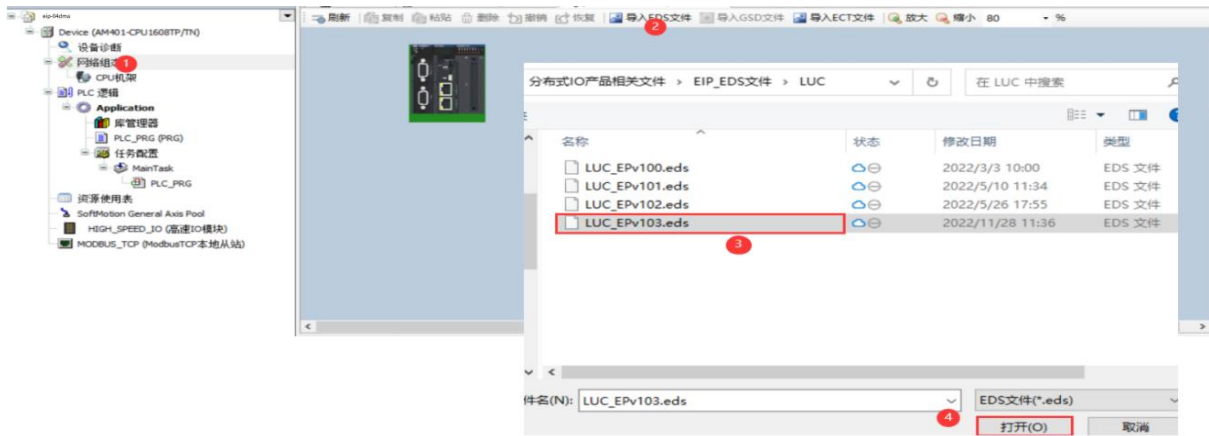 eip-04dma
Device (AM401-CPU1608TP/TN)
设备诊断
网络组态
1
CPU机架
PLC 逻辑
Application
库管理器
PLC_PRG (PRG)
任务配置
MainTask
PLC_PRG
资源使用表
SoftMotion General Axis Pool
HIGH_SPEED_IO (高速IO模块)
MODBUS_TCP (ModbusTCP本地从站)
刷新 复制 粘贴 删除 撤销 恢复 导入EDS文件 导入GSD文件 导入ECT文件 放大 缩小 80 %
2
分布式IO产品相关文件 > EIP_EDS文件 > LUC 在 LUC 中搜索
名称 状态 修改日期 类型
LUC_EPv100.eds 2022/3/3 10:00 EDS 文件
LUC_EPv101.eds 2022/5/10 11:34 EDS 文件
LUC_EPv102.eds 2022/5/26 17:55 EDS 文件
LUC_EPv103.eds 2022/11/28 11:36 EDS 文件
3
件名(N): LUC_EPv103.eds EDS文件(*.eds)
4
打开(O) 取消